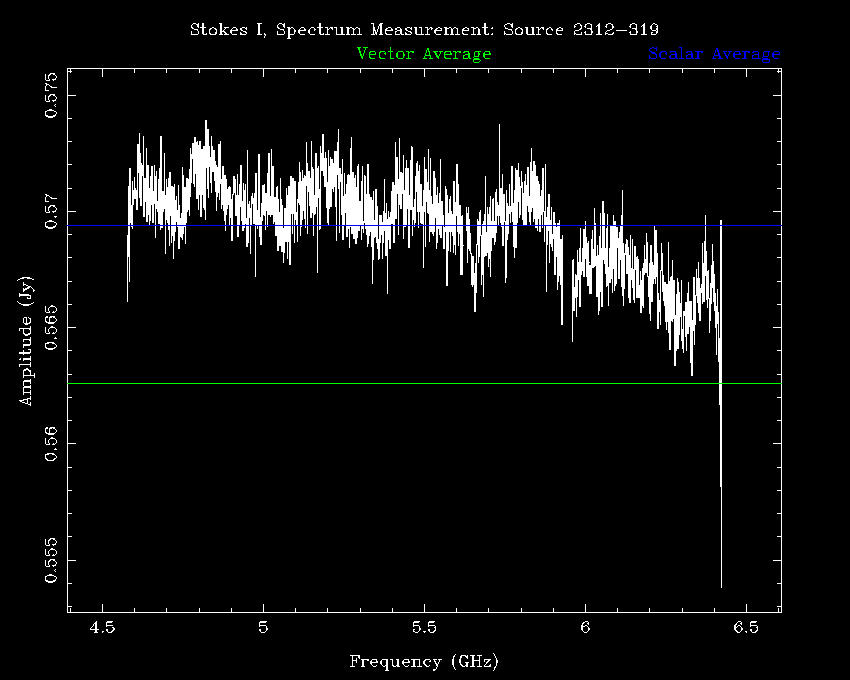 Stokes I, Spectrum Measurement: Source 2312−319
Vector Average
Scalar Average
0.575
0.57
0.565
0.56
0.555
Amplitude (Jy)
4.5 5 5.5 6 6.5
Frequency (GHz)